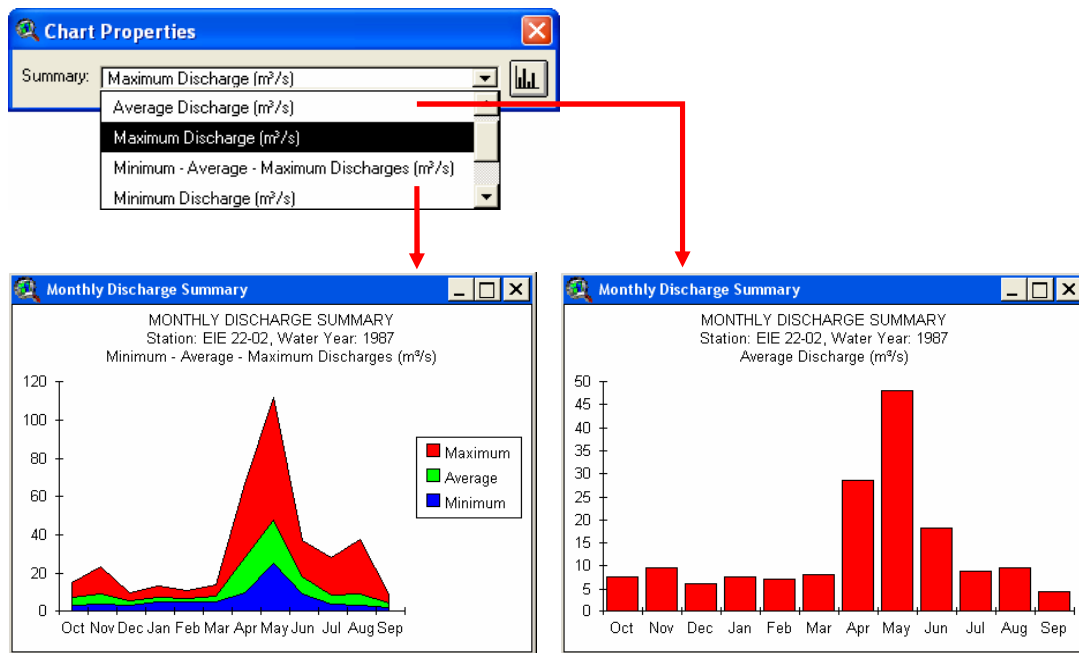 Chart Properties
Summary: Maximum Discharge (m³/s)
Average Discharge (m³/s)
Maximum Discharge (m³/s)
Minimum - Average - Maximum Discharges (m³/s)
Minimum Discharge (m³/s)
Monthly Discharge Summary
MONTHLY DISCHARGE SUMMARY
Station: EIE 22-02, Water Year: 1987
Minimum - Average - Maximum Discharges (m³/s)
120
100
80
60
40
20
0
Oct Nov Dec Jan Feb Mar Apr May Jun Jul Aug Sep
Maximum
Average
Minimum
Monthly Discharge Summary
MONTHLY DISCHARGE SUMMARY
Station: EIE 22-02, Water Year: 1987
Average Discharge (m³/s)
50
45
40
35
30
25
20
15
10
5
0
Oct Nov Dec Jan Feb Mar Apr May Jun Jul Aug Sep